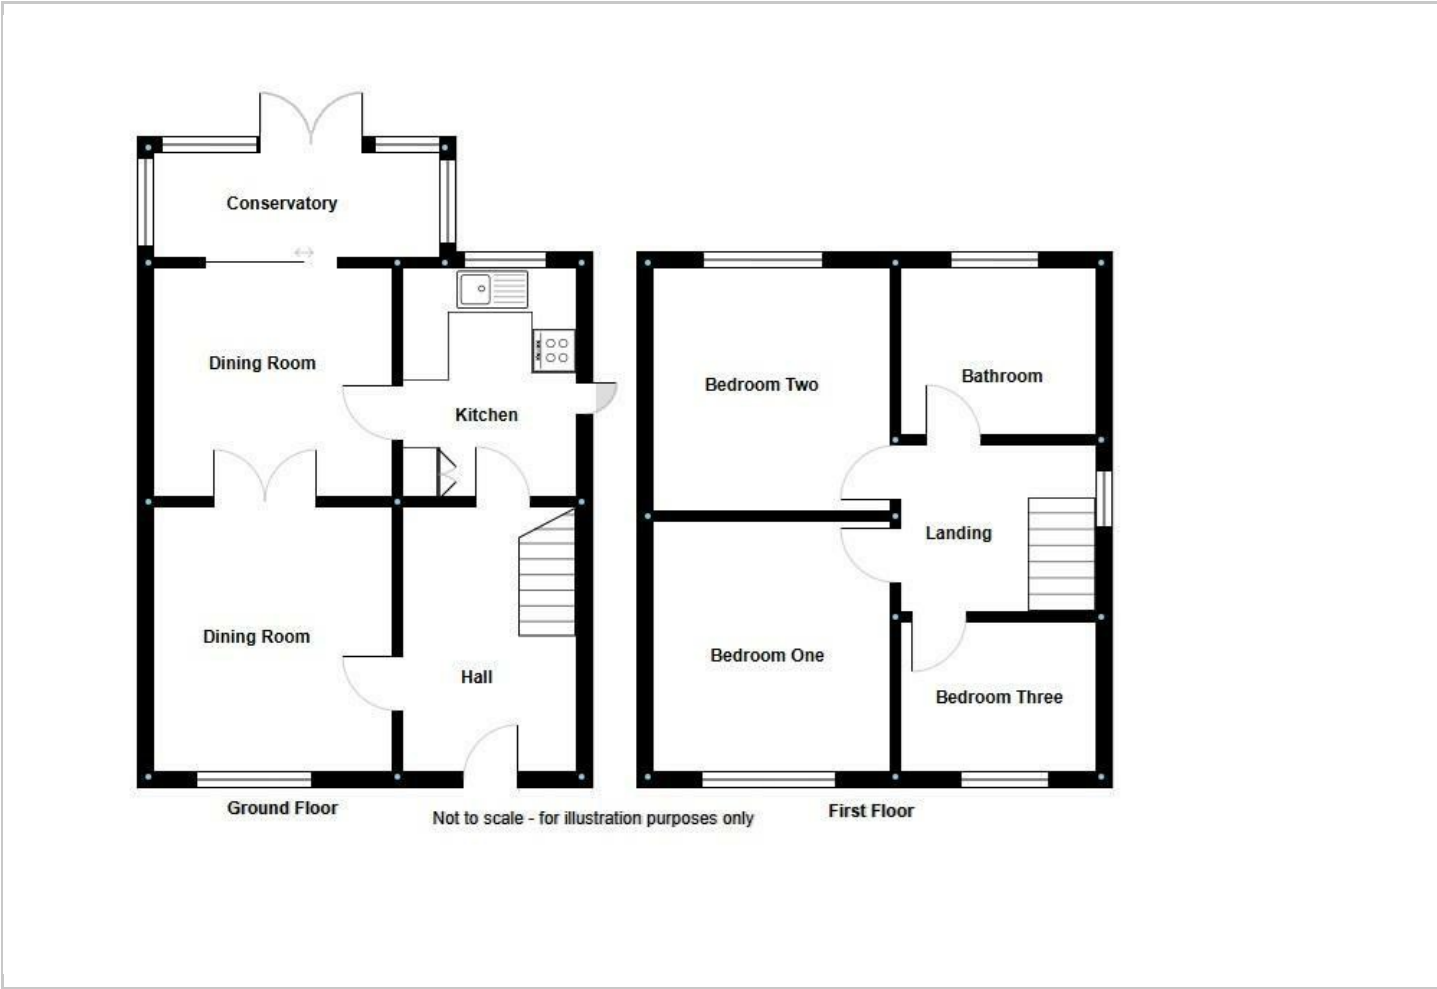 Conservatory
Dining Room
Kitchen
Dining Room
Hall
Ground Floor
Bedroom Two
Bathroom
Landing
Bedroom One
Bedroom Three
First Floor
Not to scale - for illustration purposes only